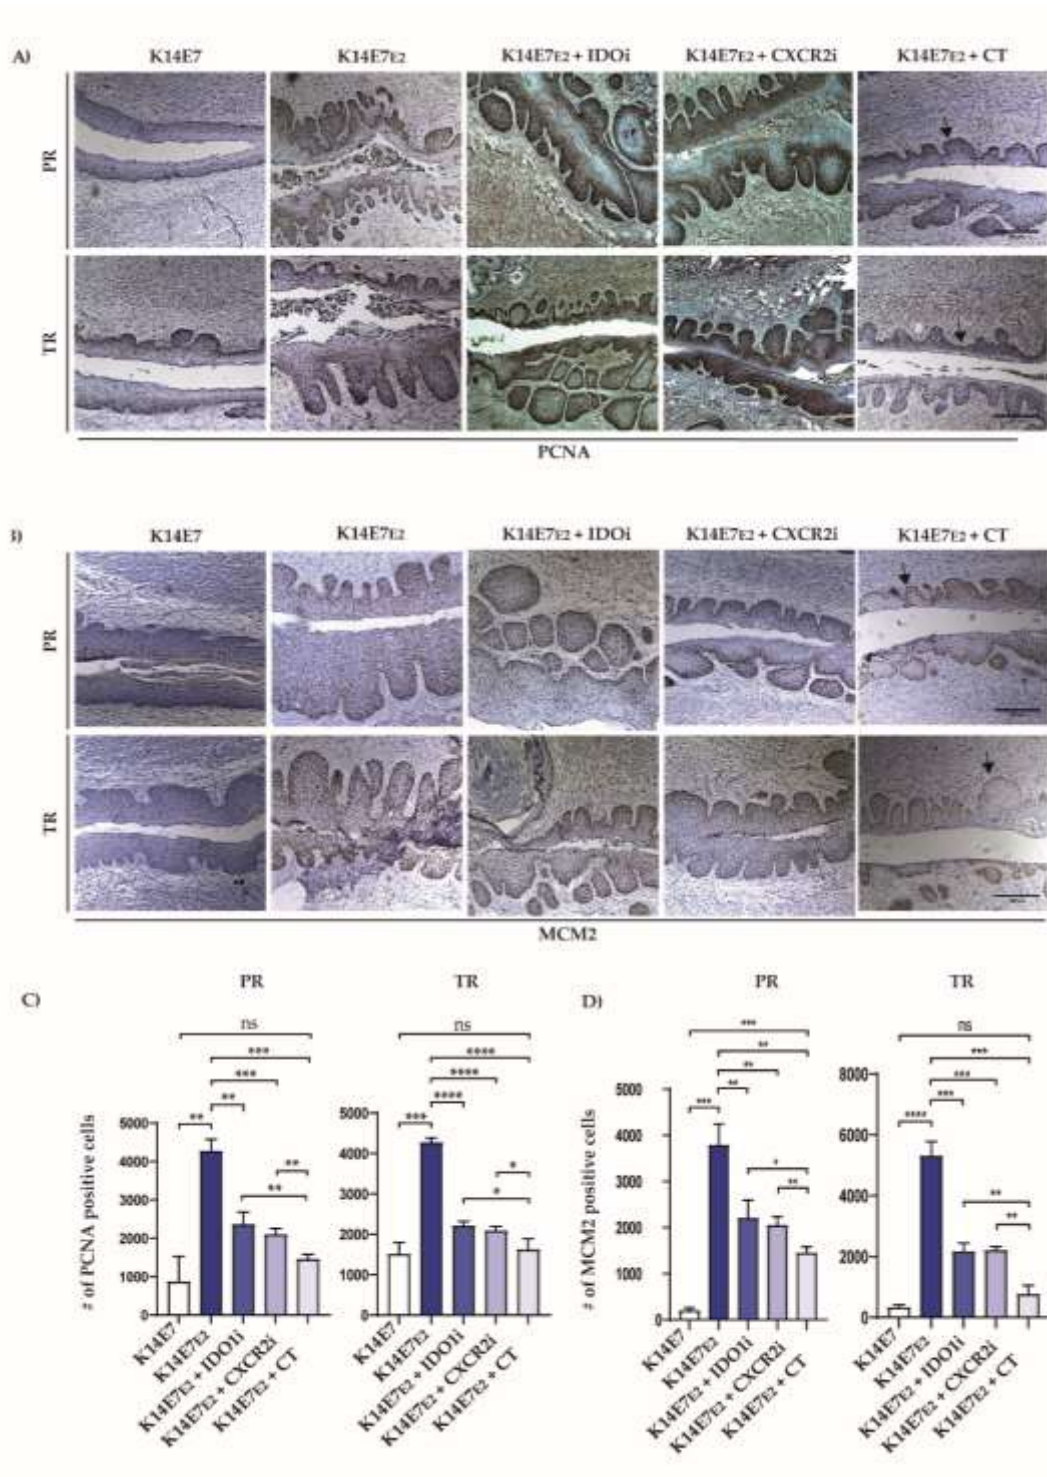 A)
K14E7 K14E7E2 K14E7E2 + IDOi K14E7E2 + CXCR2i K14E7E2 + CT
PR
TR
PCNA
K14E7 K14E7E2 K14E7E2 + IDOi K14E7E2 + CXCR2i K14E7E2 + CT
PR
TR
MCM2
C)
PR TR
D)
PR TR
# of PCNA positive cells
ns
***
***
**
**
**
**
5000
4000
3000
2000
1000
0
K14E7
K14E7E2
K14E7E2 + IDO1i
K14E7E2 + CXCR2i
K14E7E2 + CT
ns
****
****
****
***
*
*
5000
4000
3000
2000
1000
0
K14E7
K14E7E2
K14E7E2 + IDO1i
K14E7E2 + CXCR2i
K14E7E2 + CT
# of MCM2 positive cells
***
**
**
**
***
*
**
5000
4000
3000
2000
1000
0
K14E7
K14E7E2
K14E7E2 + IDO1i
K14E7E2 + CXCR2i
K14E7E2 + CT
ns
***
***
***
****
**
**
8000
6000
4000
2000
0
K14E7
K14E7E2
K14E7E2 + IDO1i
K14E7E2 + CXCR2i
K14E7E2 + CT